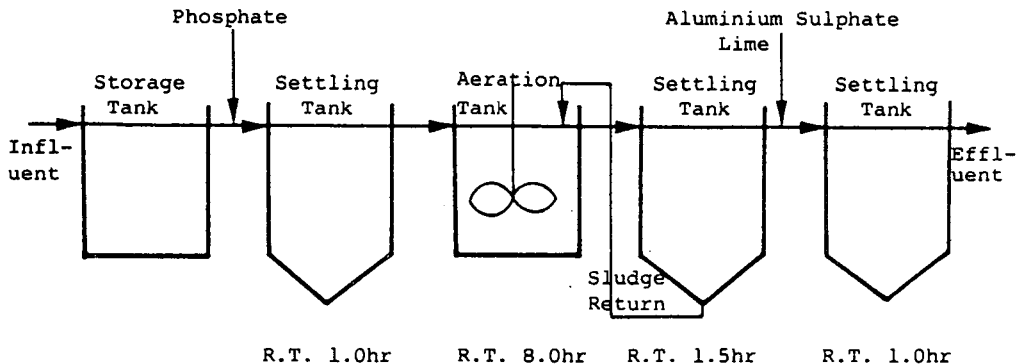 Phosphate
Aluminium Sulphate
Lime
Storage
Tank
Settling
Tank
Aeration
Tank
Settling
Tank
Settling
Tank
Infl-
uent
Effl-
uent
Sludge
Return
R.T. 1.0hr
R.T. 8.0hr
R.T. 1.5hr
R.T. 1.0hr